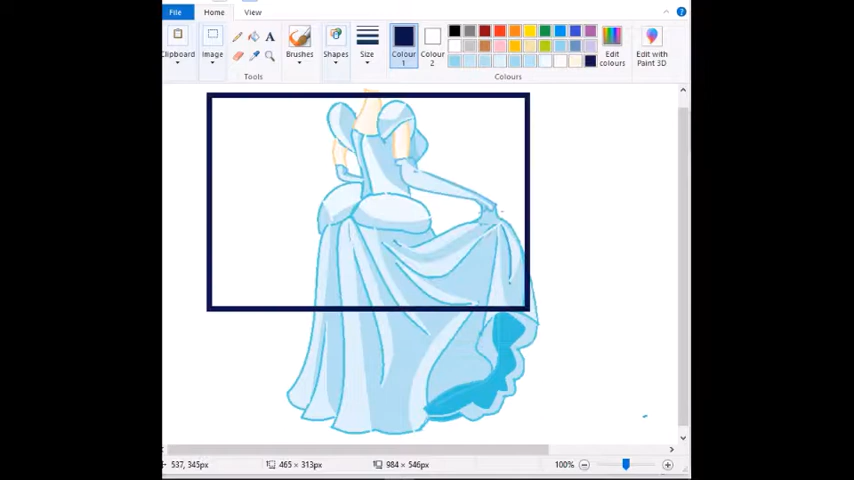 File Home View
Clipboard Image Brushes Shapes Size Colour 1 Colour 2 Edit colours Edit with Paint 3D
A
Tools Colours
537, 345px 465 × 313px 984 × 546px 100%